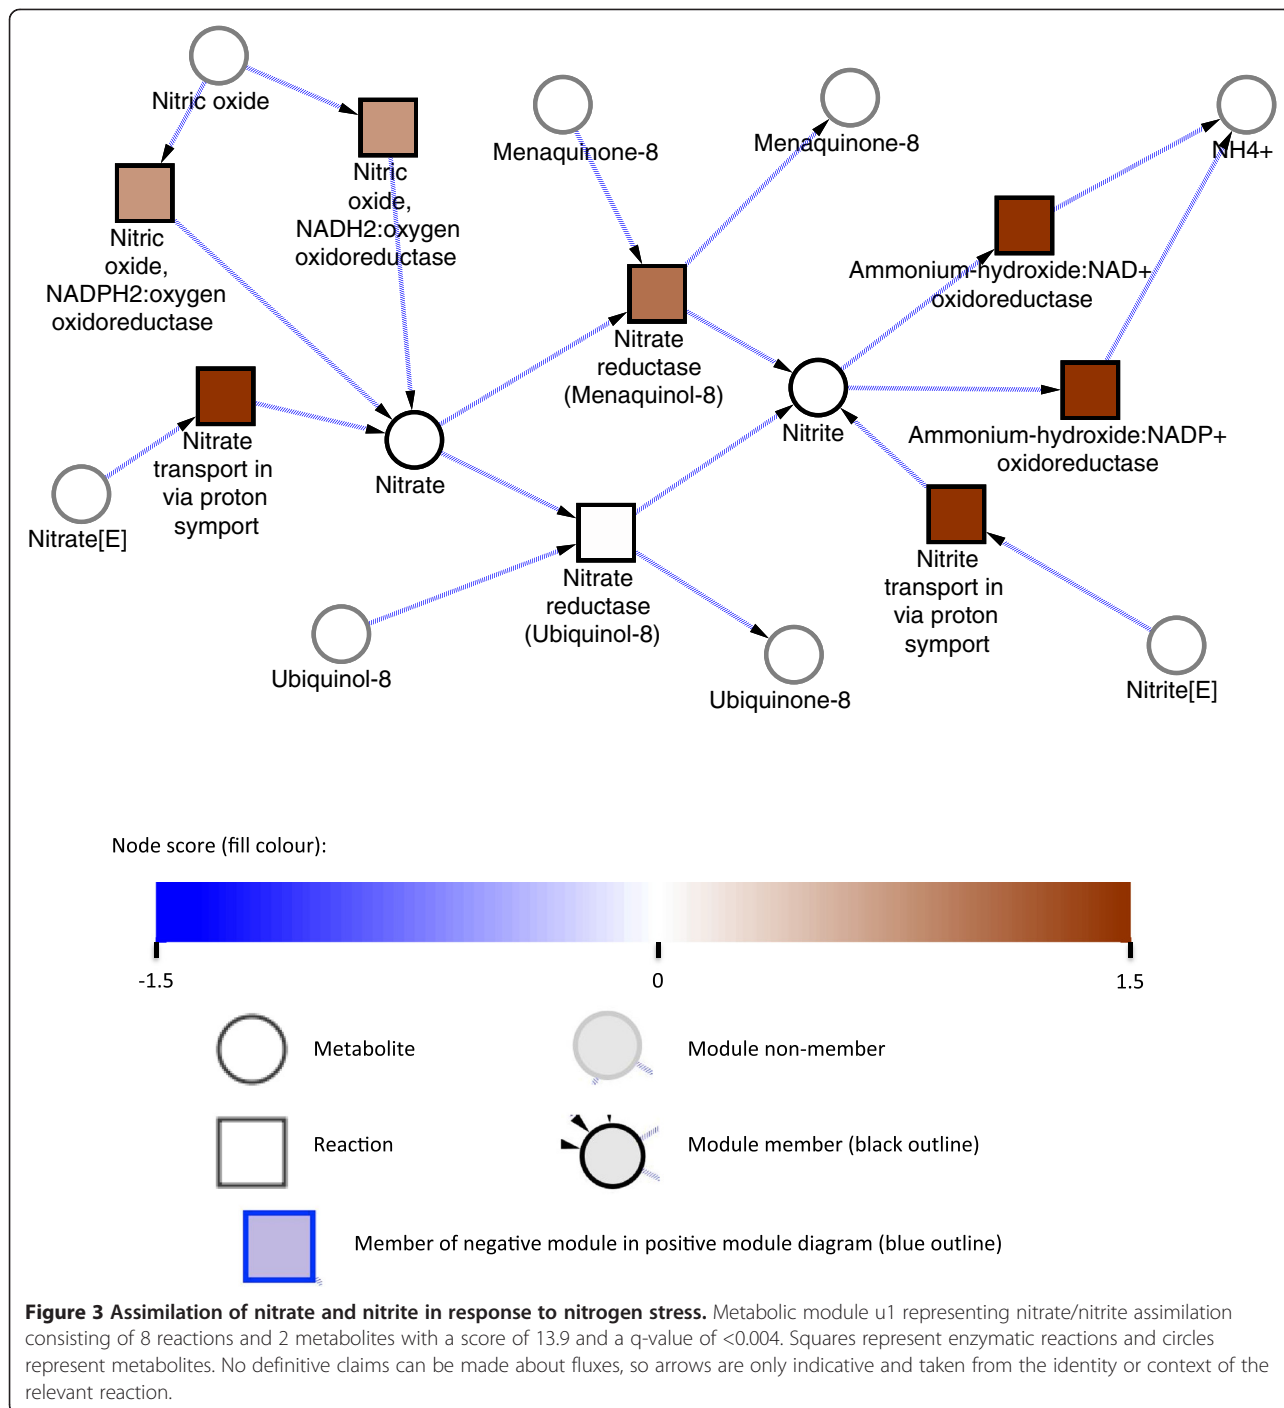 Nitric oxide
Menaquinone-8
Menaquinone-8
NH4+
Nitric
oxide,
NADH2:oxygen
oxidoreductase
Nitric
oxide,
NADPH2:oxygen
oxidoreductase
Ammonium-hydroxide:NAD+
oxidoreductase
Nitrate
reductase
(Menaquinol-8)
Nitrate
transport in
via proton
symport
Nitrate
Nitrite
Ammonium-hydroxide:NADP+
oxidoreductase
Nitrate[E]
Nitrate
reductase
(Ubiquinol-8)
Nitrite
transport in
via proton
symport
Ubiquinol-8
Ubiquinone-8
Nitrite[E]
Node score (fill colour):
-1.5 0 1.5
Metabolite
Module non-member
Reaction
Module member (black outline)
Member of negative module in positive module diagram (blue outline)
Figure 3 Assimilation of nitrate and nitrite in response to nitrogen stress. Metabolic module u1 representing nitrate/nitrite assimilation
consisting of 8 reactions and 2 metabolites with a score of 13.9 and a q-value of <0.004. Squares represent enzymatic reactions and circles
represent metabolites. No definitive claims can be made about fluxes, so arrows are only indicative and taken from the identity or context of the
relevant reaction.